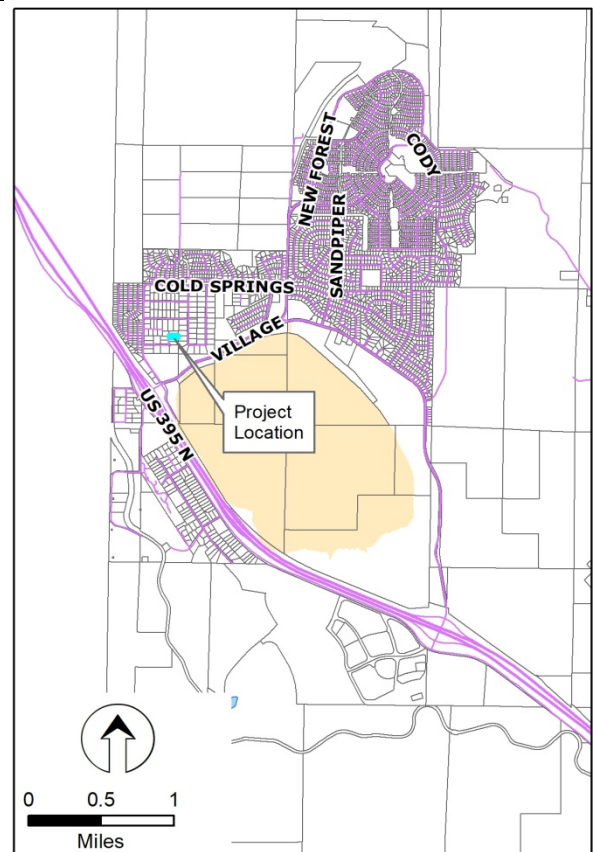 NEW FOREST
CODY
SANDPIPER
COLD SPRINGS
VILLAGE
US 395 N
Project
Location
0 0.5 1
Miles